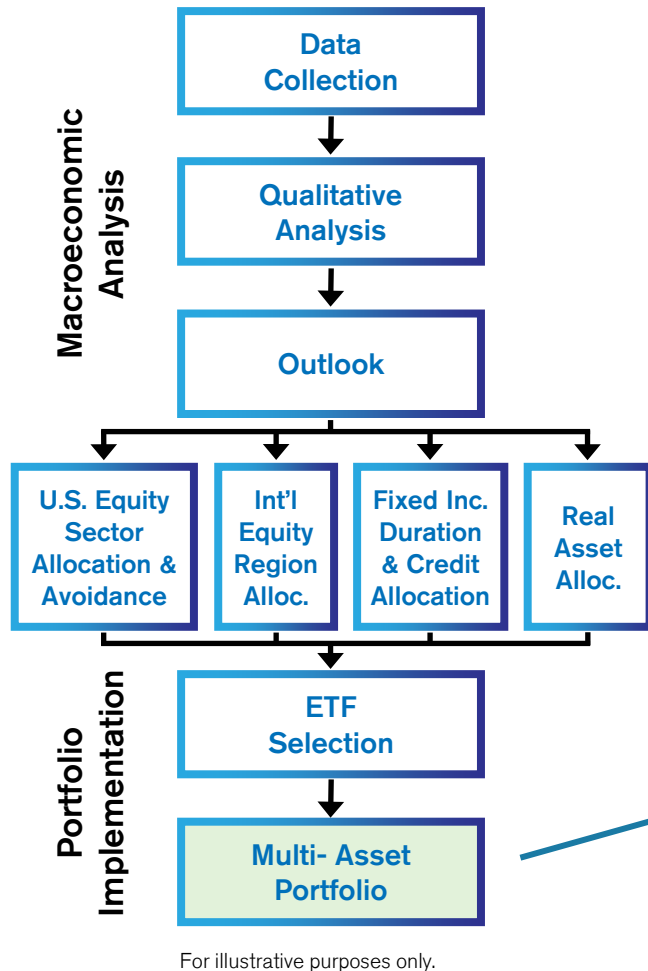 Data
Collection
Macroeconomic
Analysis
Qualitative
Analysis
Outlook
U.S. Equity
Sector
Allocation &
Avoidance
Int'l
Equity
Region
Alloc.
Fixed Inc.
Duration
& Credit
Allocation
Real
Asset
Alloc.
Portfolio
Implementation
ETF
Selection
Multi- Asset
Portfolio
For illustrative purposes only.